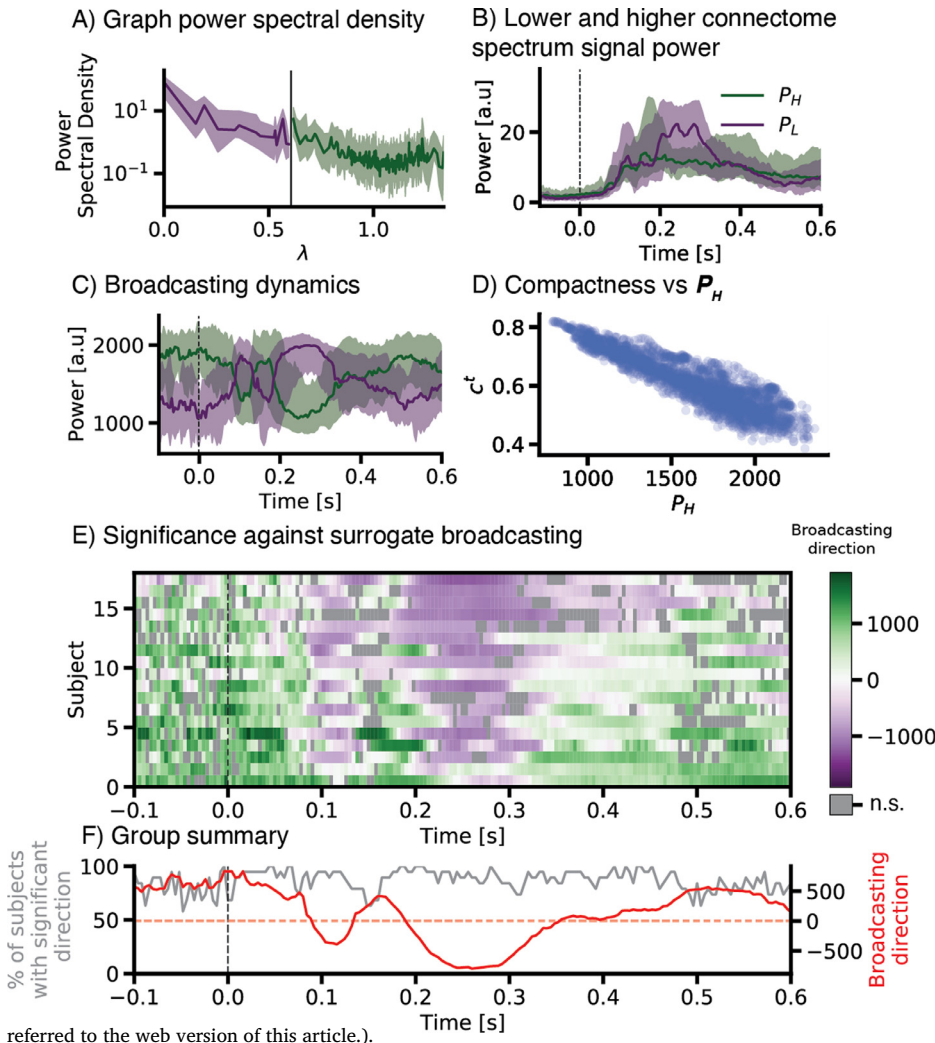 A) Graph power spectral density
Power
Spectral Density
10¹
10⁻¹
0.0
0.5
1.0
λ
B) Lower and higher connectome
spectrum signal power
Power [a.u]
20
0
P_H
P_L
0.0
0.2
0.4
0.6
Time [s]
C) Broadcasting dynamics
Power [a.u]
2000
1000
0.0
0.2
0.4
0.6
Time [s]
D) Compactness vs P_H
c^t
0.8
0.6
0.4
1000
1500
2000
P_H
E) Significance against surrogate broadcasting
Subject
15
10
5
0
−0.1
0.0
0.1
0.2
0.3
0.4
0.5
0.6
Time [s]
Broadcasting
direction
1000
0
−1000
n.s.
F) Group summary
% of subjects
with significant
direction
100
50
0
−0.1
0.0
0.1
0.2
0.3
0.4
0.5
0.6
Time [s]
500
0
−500
Broadcasting
direction
referred to the web version of this article.).